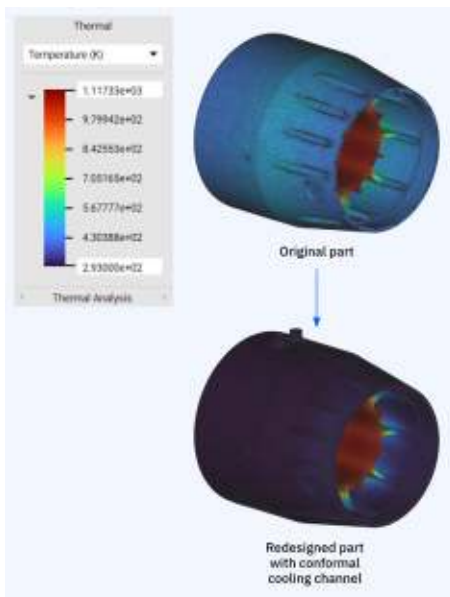 Thermal
Temperature (K)
1.11733e+03
9.79942e+02
8.42553e+02
7.05165e+02
5.67777e+02
4.30388e+02
2.93000e+02
Thermal Analysis
Original part
Redesigned part
with conformal
cooling channel